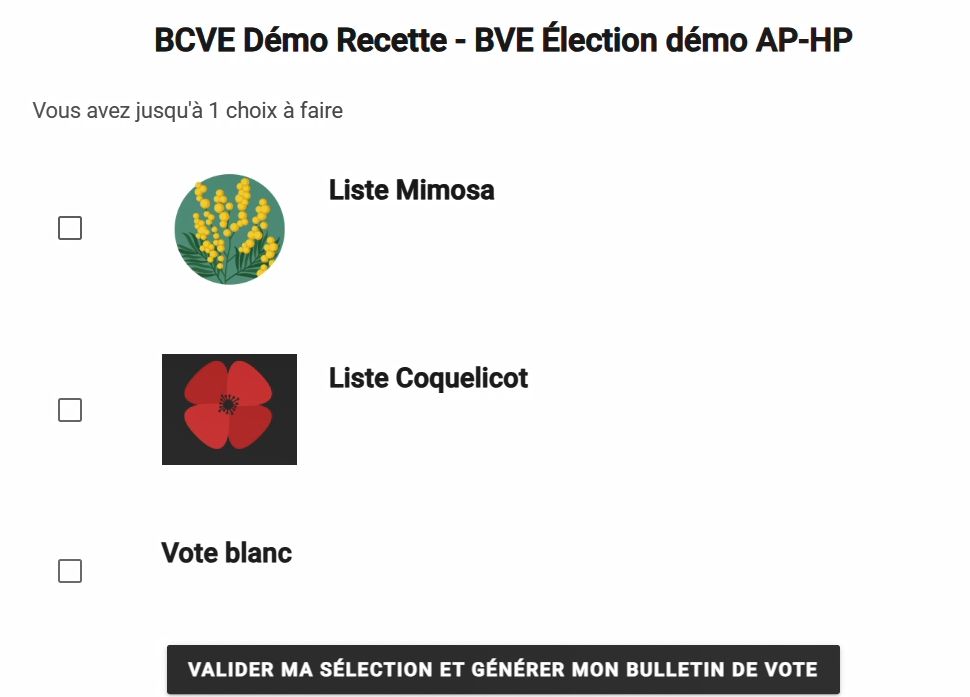 BCVE Démo Recette - BVE Élection démo AP-HP
Vous avez jusqu'à 1 choix à faire
Liste Mimosa
Liste Coquelicot
Vote blanc
VALIDER MA SÉLECTION ET GÉNÉRER MON BULLETIN DE VOTE